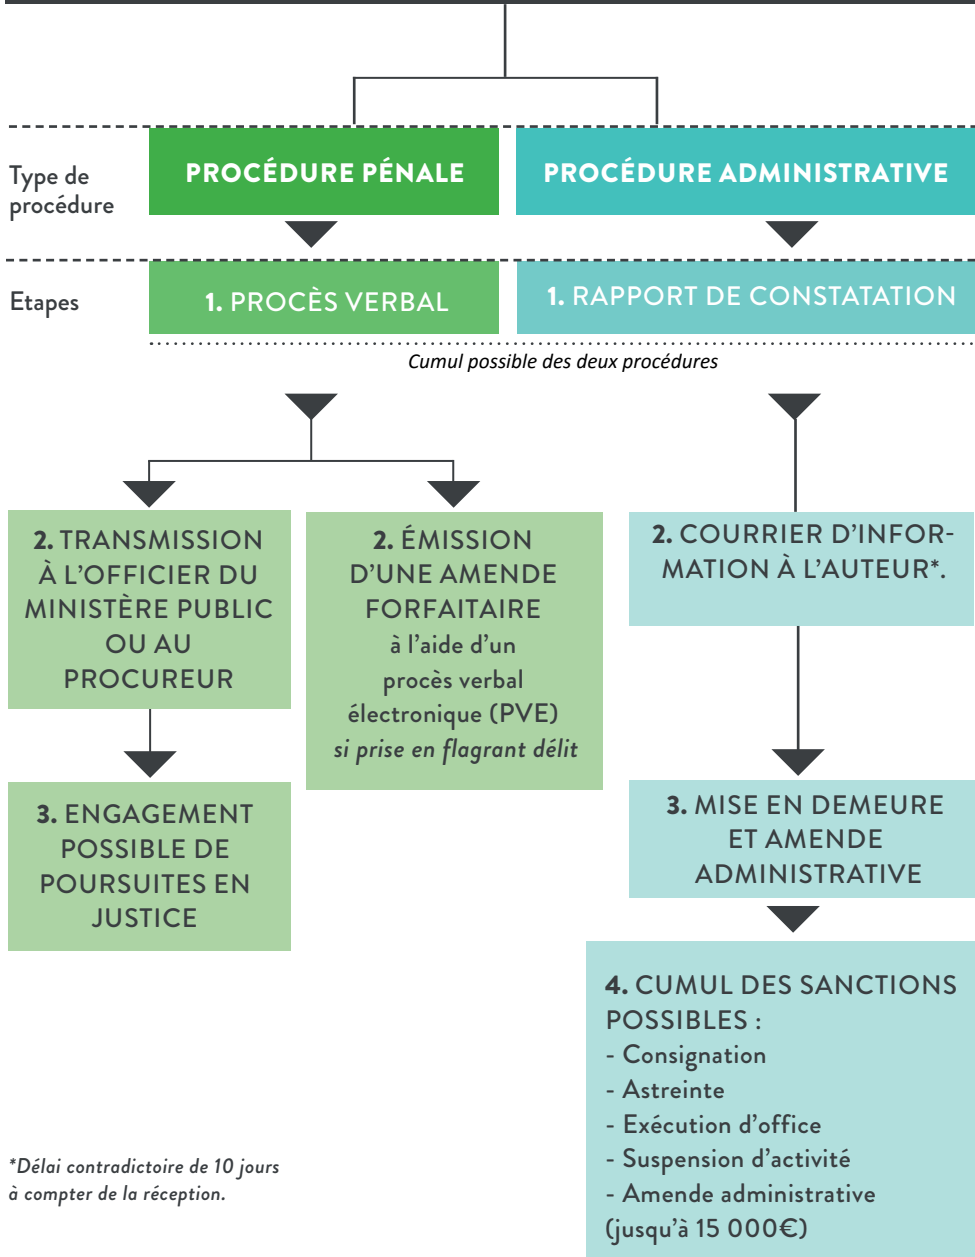 Type de
procédure
PROCÉDURE PÉNALE
PROCÉDURE ADMINISTRATIVE
Etapes
1. PROCÈS VERBAL
1. RAPPORT DE CONSTATATION
Cumul possible des deux procédures
2. TRANSMISSION
À L'OFFICIER DU
MINISTÈRE PUBLIC
OU AU
PROCUREUR
2. ÉMISSION
D'UNE AMENDE
FORFAITAIRE
à l'aide d'un
procès verbal
électronique (PVE)
si prise en flagrant délit
2. COURRIER D'INFOR-
MATION À L'AUTEUR*.
3. ENGAGEMENT
POSSIBLE DE
POURSUITES EN
JUSTICE
3. MISE EN DEMEURE
ET AMENDE
ADMINISTRATIVE
4. CUMUL DES SANCTIONS
POSSIBLES :
- Consignation
- Astreinte
- Exécution d'office
- Suspension d'activité
- Amende administrative
(jusqu'à 15 000€)
*Délai contradictoire de 10 jours
à compter de la réception.